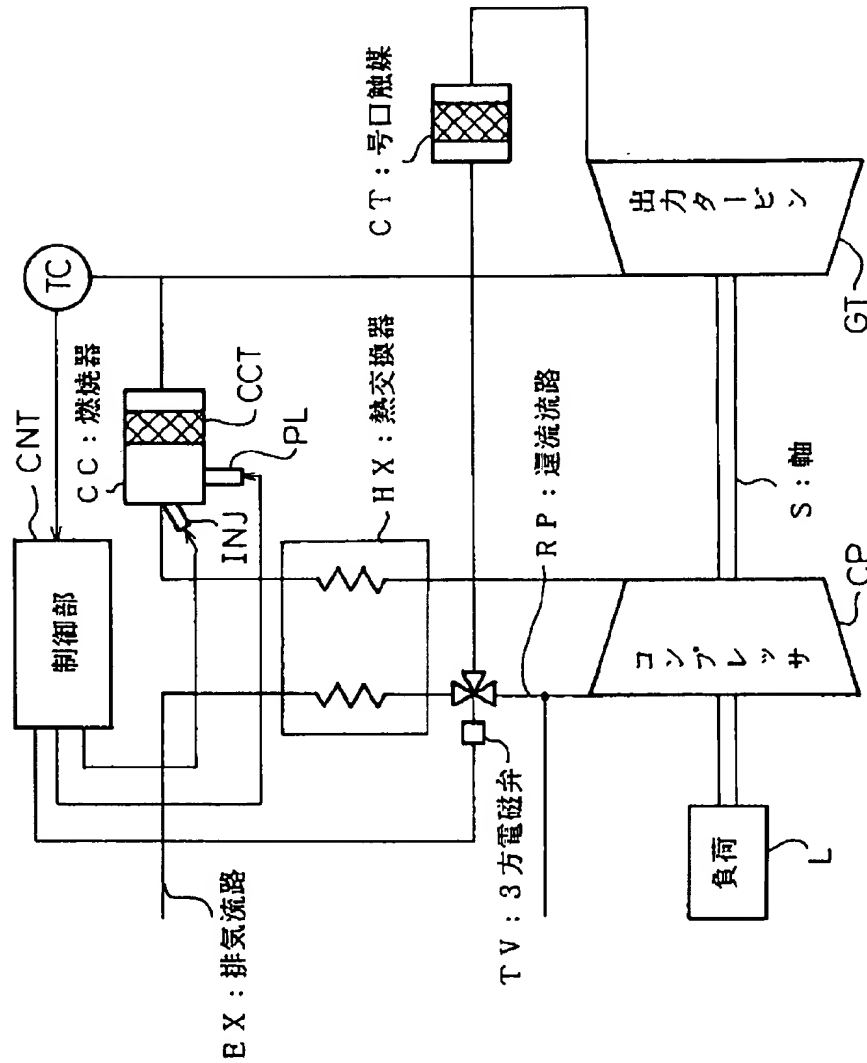 TC
CNT
制御部
CC：燃焼器
CCT
PL
INJ
HX：熱交換器
CT：号口触媒
出力タービン
GT
RP：還流流路
S：軸
コンプレッサ
CP
EX：排気流路
TV：3方電磁弁
負荷
L